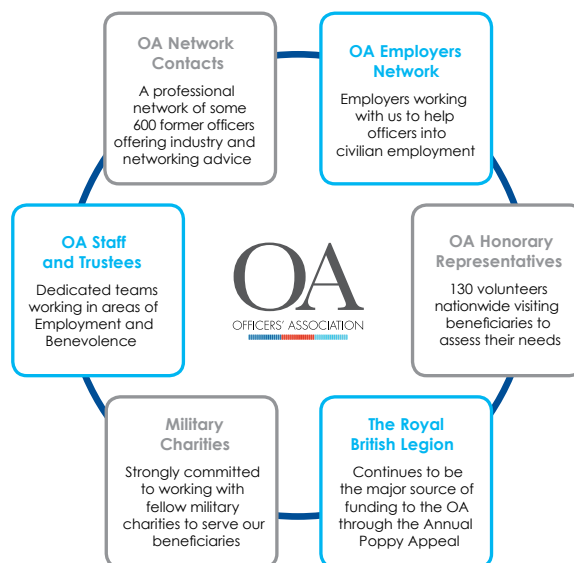 OA Network
Contacts
A professional
network of some
600 former officers
offering industry and
networking advice
OA Employers
Network
Employers working
with us to help
officers into
civilian employment
OA Staff
and Trustees
Dedicated teams
working in areas of
Employment and
Benevolence
OA
OFFICERS' ASSOCIATION
OA Honorary
Representatives
130 volunteers
nationwide visiting
beneficiaries to
assess their needs
Military
Charities
Strongly committed
to working with
fellow military
charities to serve our
beneficiaries
The Royal
British Legion
Continues to be
the major source of
funding to the OA
through the Annual
Poppy Appeal